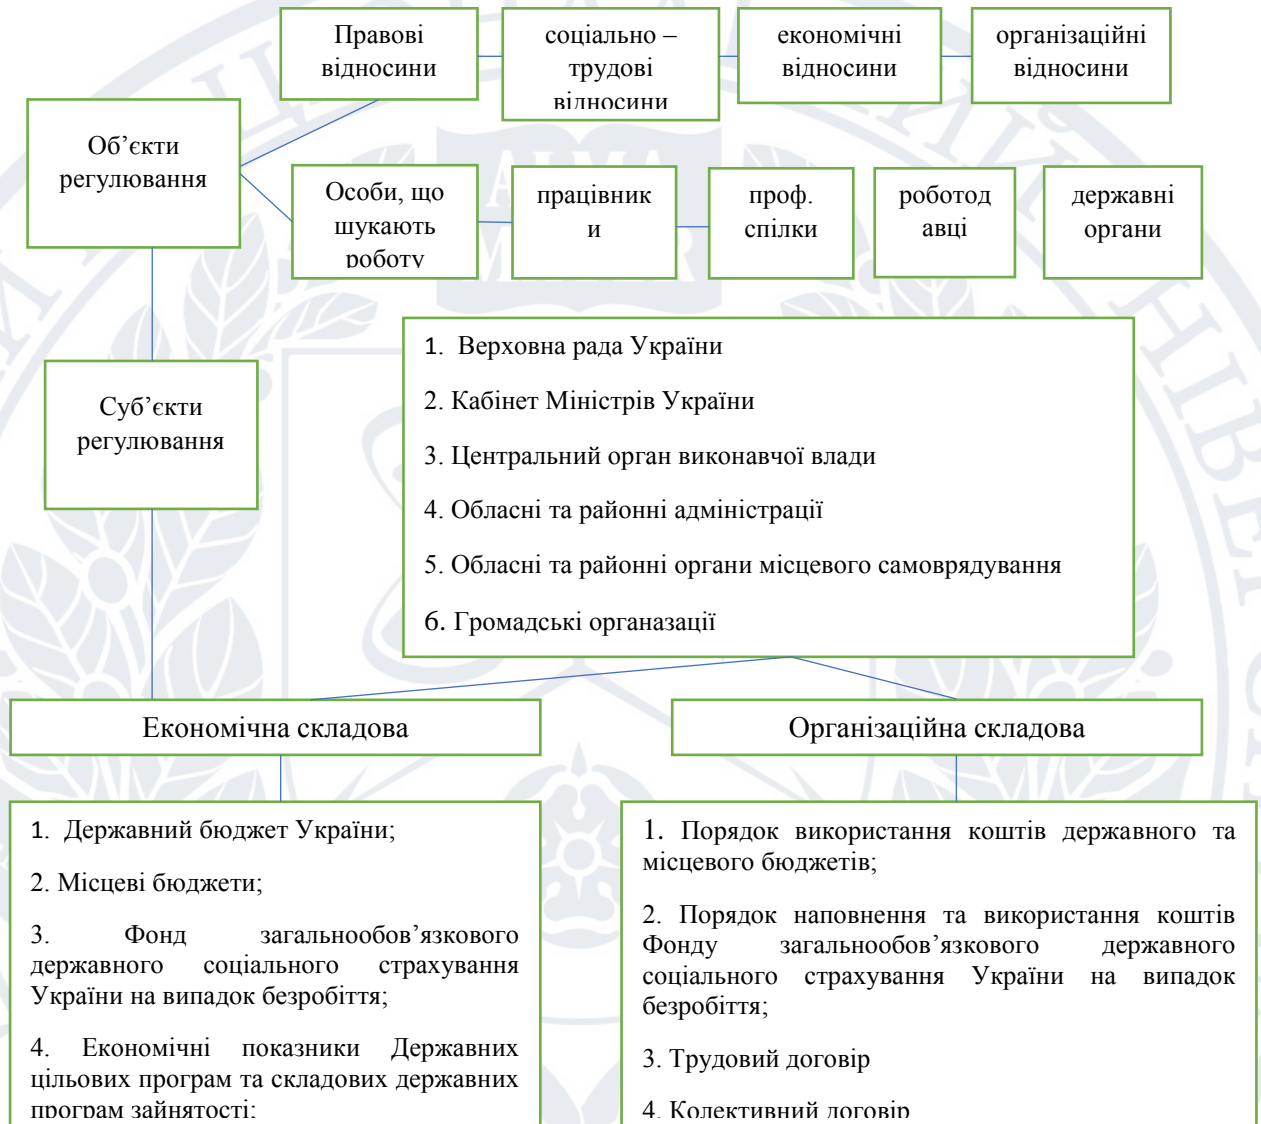 Правові
відносини
соціально –
трудові
відносини
економічні
відносини
організаційні
відносини
Об’єкти
регулювання
Особи, що
шукають
роботу
працівник
и
проф.
спілки
роботод
авці
державні
органи
Суб’єкти
регулювання
1. Верховна рада України
2. Кабінет Міністрів України
3. Центральний орган виконавчої влади
4. Обласні та районні адміністрації
5. Обласні та районні органи місцевого самоврядування
6. Громадські органазації
Економічна складова
Організаційна складова
1. Державний бюджет України;
2. Місцеві бюджети;
3. Фонд загальнообов’язкового
державного соціального страхування
України на випадок безробіття;
4. Економічні показники Державних
цільових програм та складових державних
програм зайнятості;
1. Порядок використання коштів державного та
місцевого бюджетів;
2. Порядок наповнення та використання коштів
Фонду загальнообов’язкового державного
соціального страхування України на випадок
безробіття;
3. Трудовий договір
4. Колективний договір